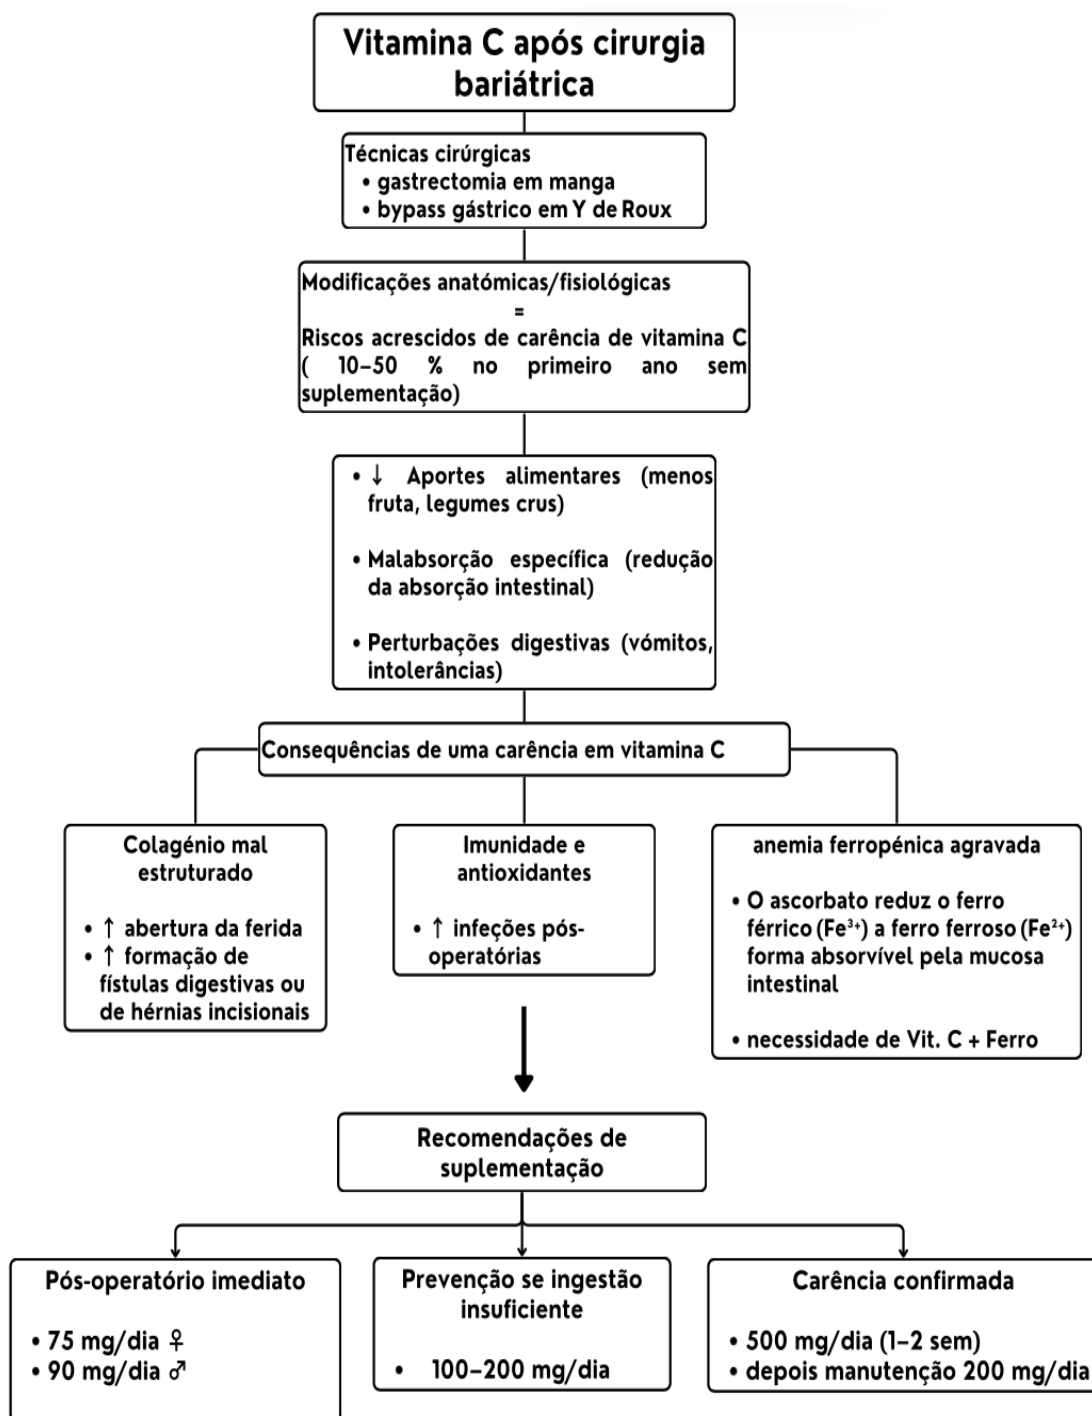 Vitamina C após cirurgia
bariátrica
Técnicas cirúrgicas
• gastrectomia em manga
• bypass gástrico em Y de Roux
Modificações anatómicas/fisiológicas
=
Riscos acrescidos de carência de vitamina C
( 10–50 % no primeiro ano sem
suplementação)
• ↓ Aportes alimentares (menos
fruta, legumes crus)
• Malabsorção específica (redução
da absorção intestinal)
• Perturbações digestivas (vómitos,
intolerâncias)
Consequências de uma carência em vitamina C
Colagénio mal
estruturado
• ↑ abertura da ferida
• ↑ formação de
fístulas digestivas ou
de hérnias incisionais
Imunidade e
antioxidantes
• ↑ infeções pós-
operatórias
anemia ferropénica agravada
• O ascorbato reduz o ferro
férrico (Fe³⁺) a ferro ferroso (Fe²⁺)
forma absorvível pela mucosa
intestinal
• necessidade de Vit. C + Ferro
Recomendações de
suplementação
Pós-operatório imediato
• 75 mg/dia ♀
• 90 mg/dia ♂
Prevenção se ingestão
insuficiente
• 100–200 mg/dia
Carência confirmada
• 500 mg/dia (1–2 sem)
• depois manutenção 200 mg/dia